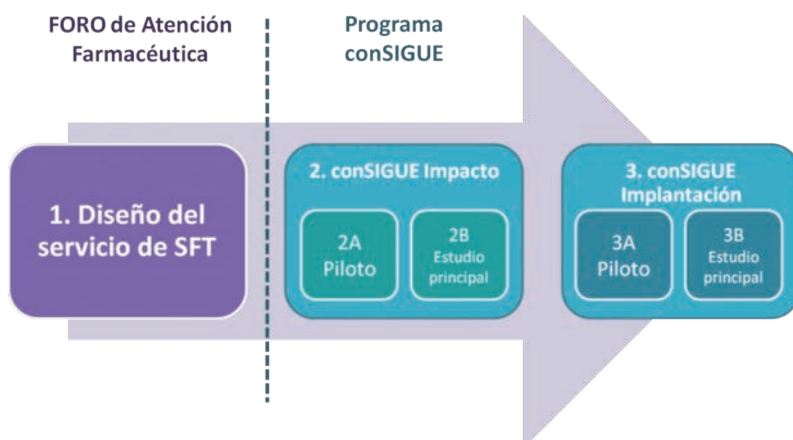 FORO de Atención
Farmacéutica
Programa
conSIGUE
1. Diseño del
servicio de SFT
2. conSIGUE Impacto
2A
Piloto
2B
Estudio
principal
3. conSIGUE
Implantación
3A
Piloto
3B
Estudio
principal